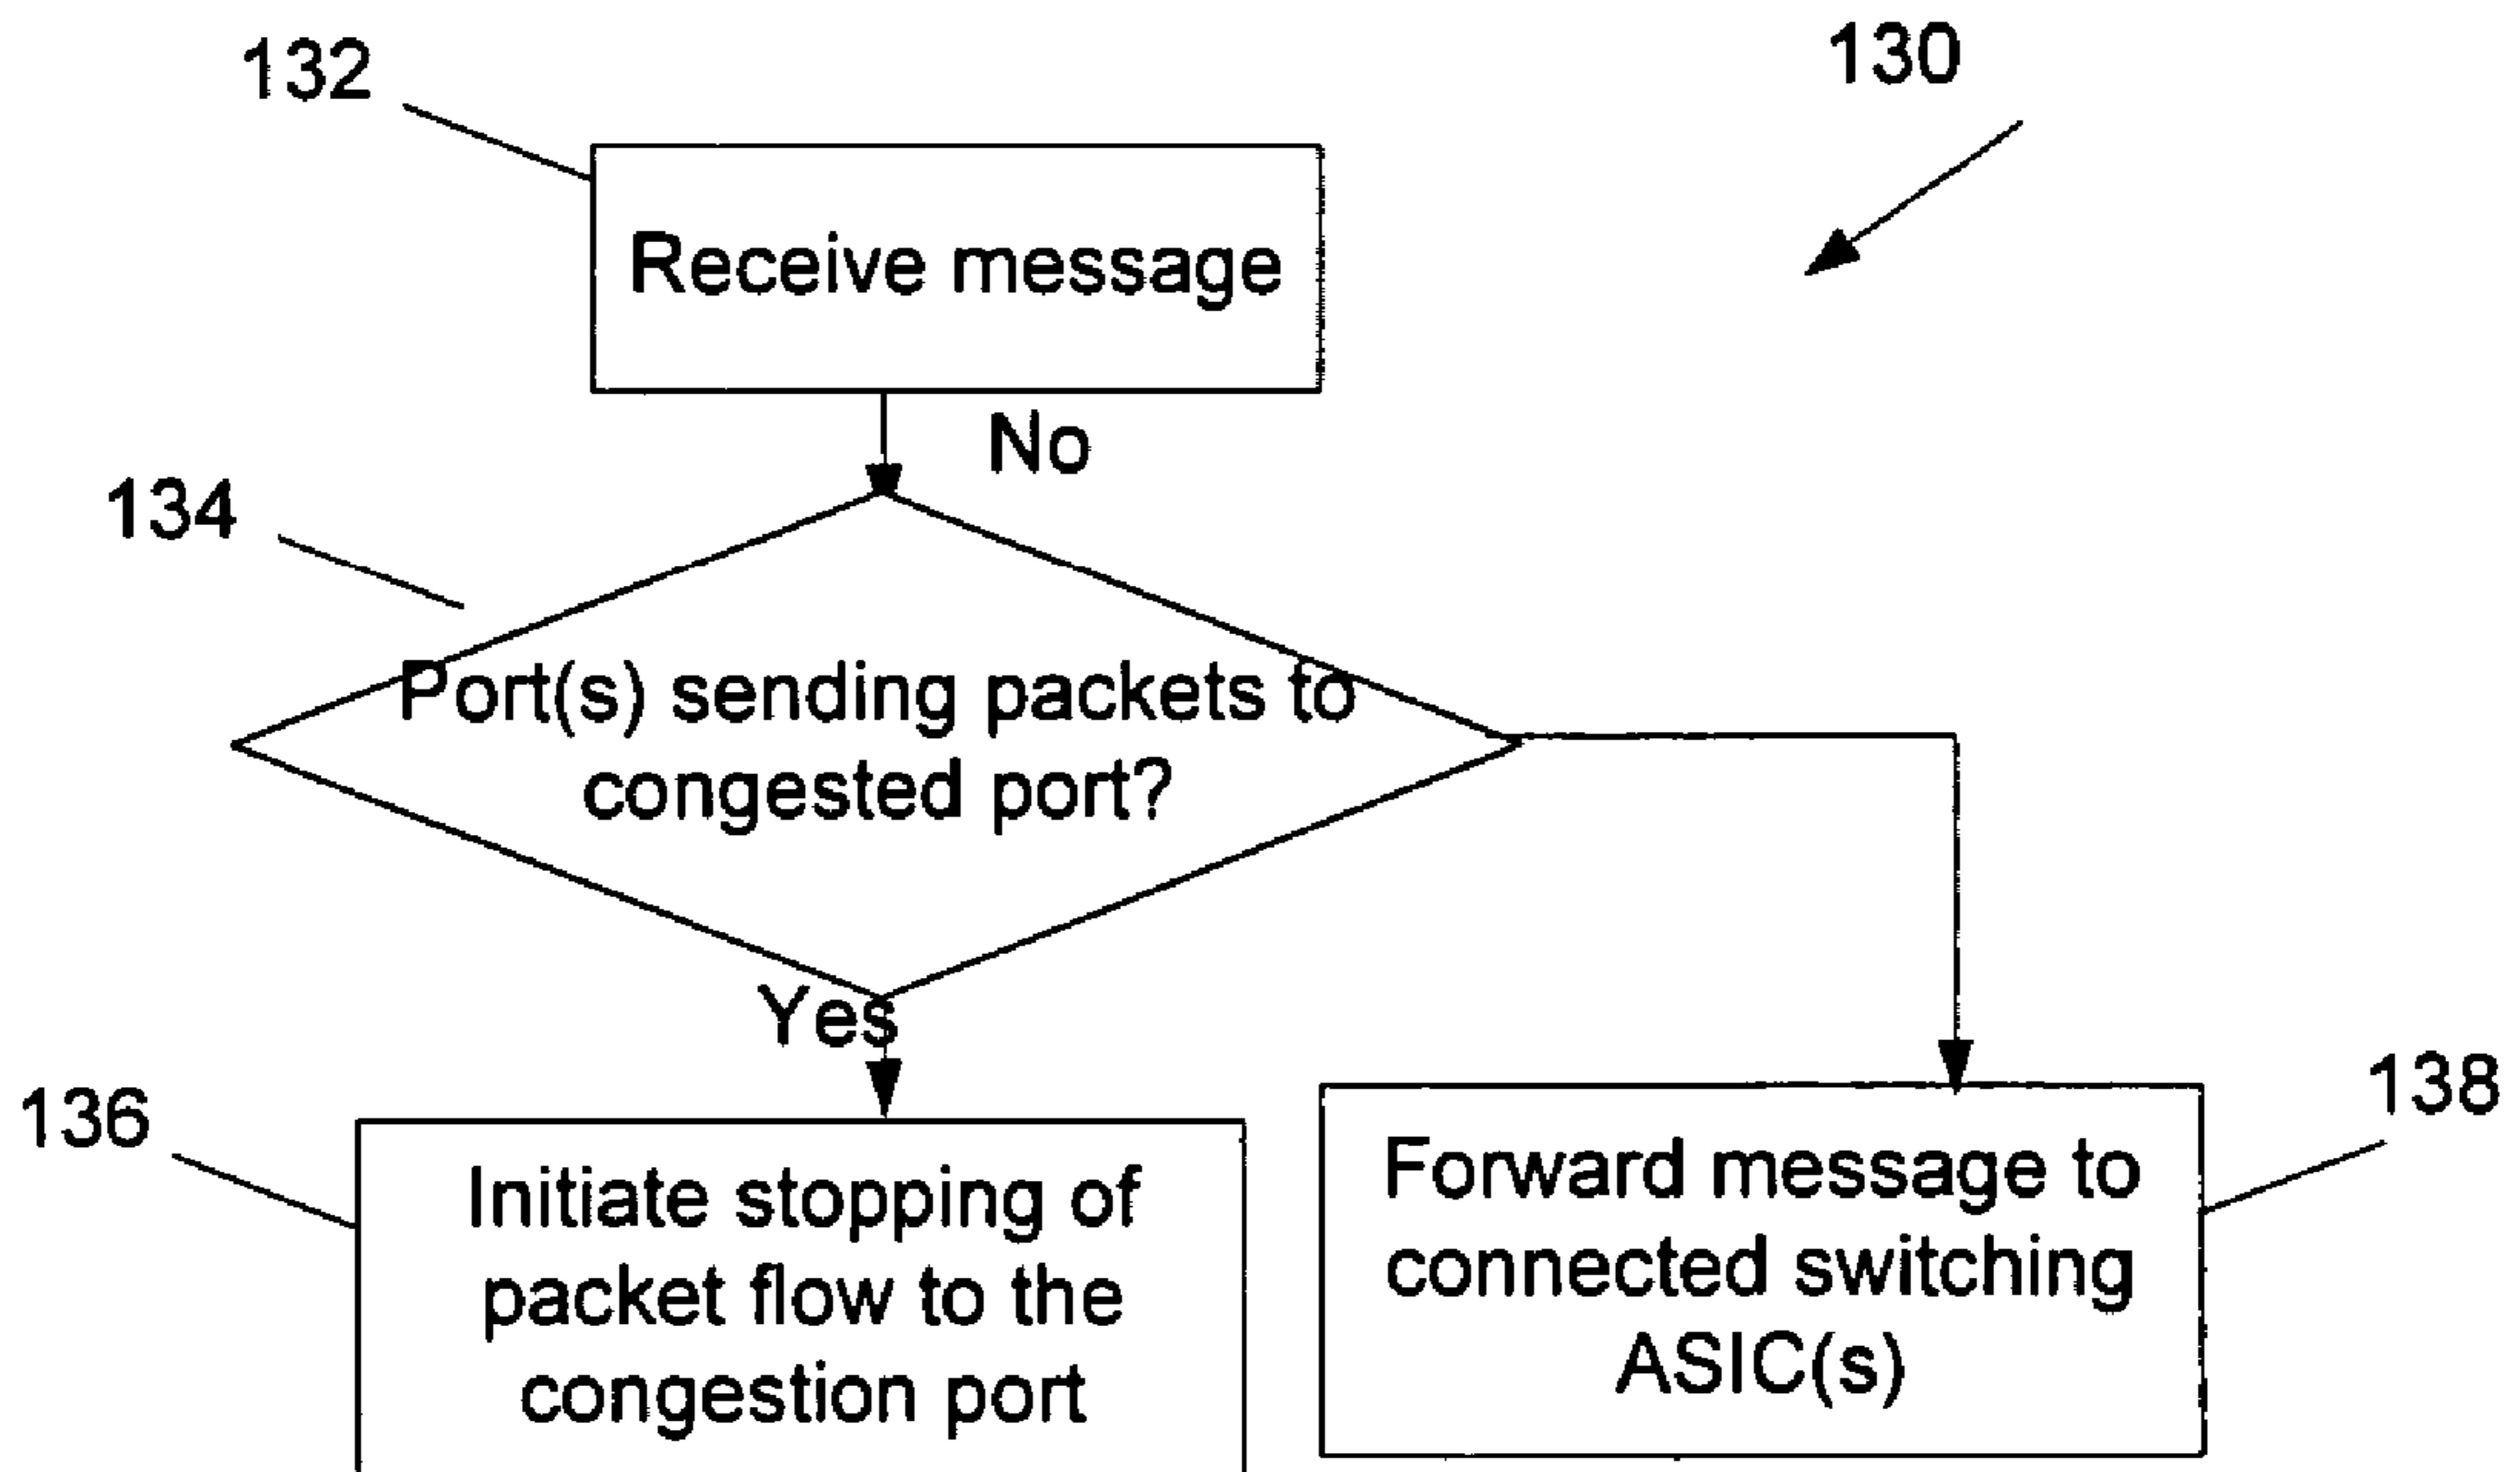 132
130
Receive message
No
134
Port(s) sending packets to
congested port?
Yes
136
138
Initiate stopping of
packet flow to the
congestion port
Forward message to
connected switching
ASIC(s)